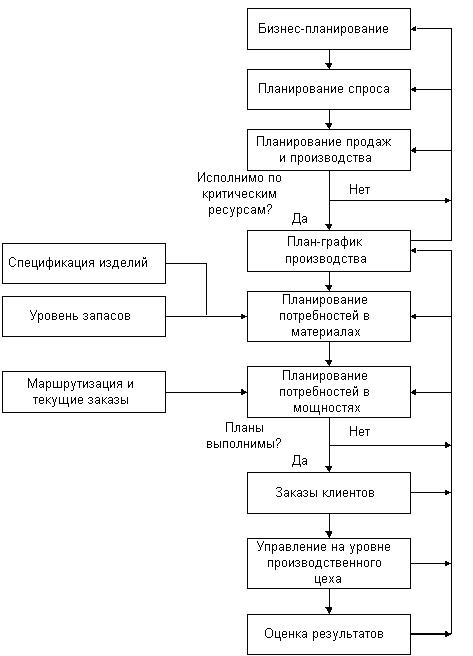 Бизнес-планирование
Планирование спроса
Планирование продаж
и производства
Исполнимо по
критическим
ресурсам?
Нет
Да
План-график
производства
Спецификация изделий
Уровень запасов
Планирование
потребностей в
материалах
Маршрутизация и
текущие заказы
Планирование
потребностей в
мощностях
Планы
выполнимы?
Нет
Да
Заказы клиентов
Управление на уровне
производственного
цеха
Оценка результатов